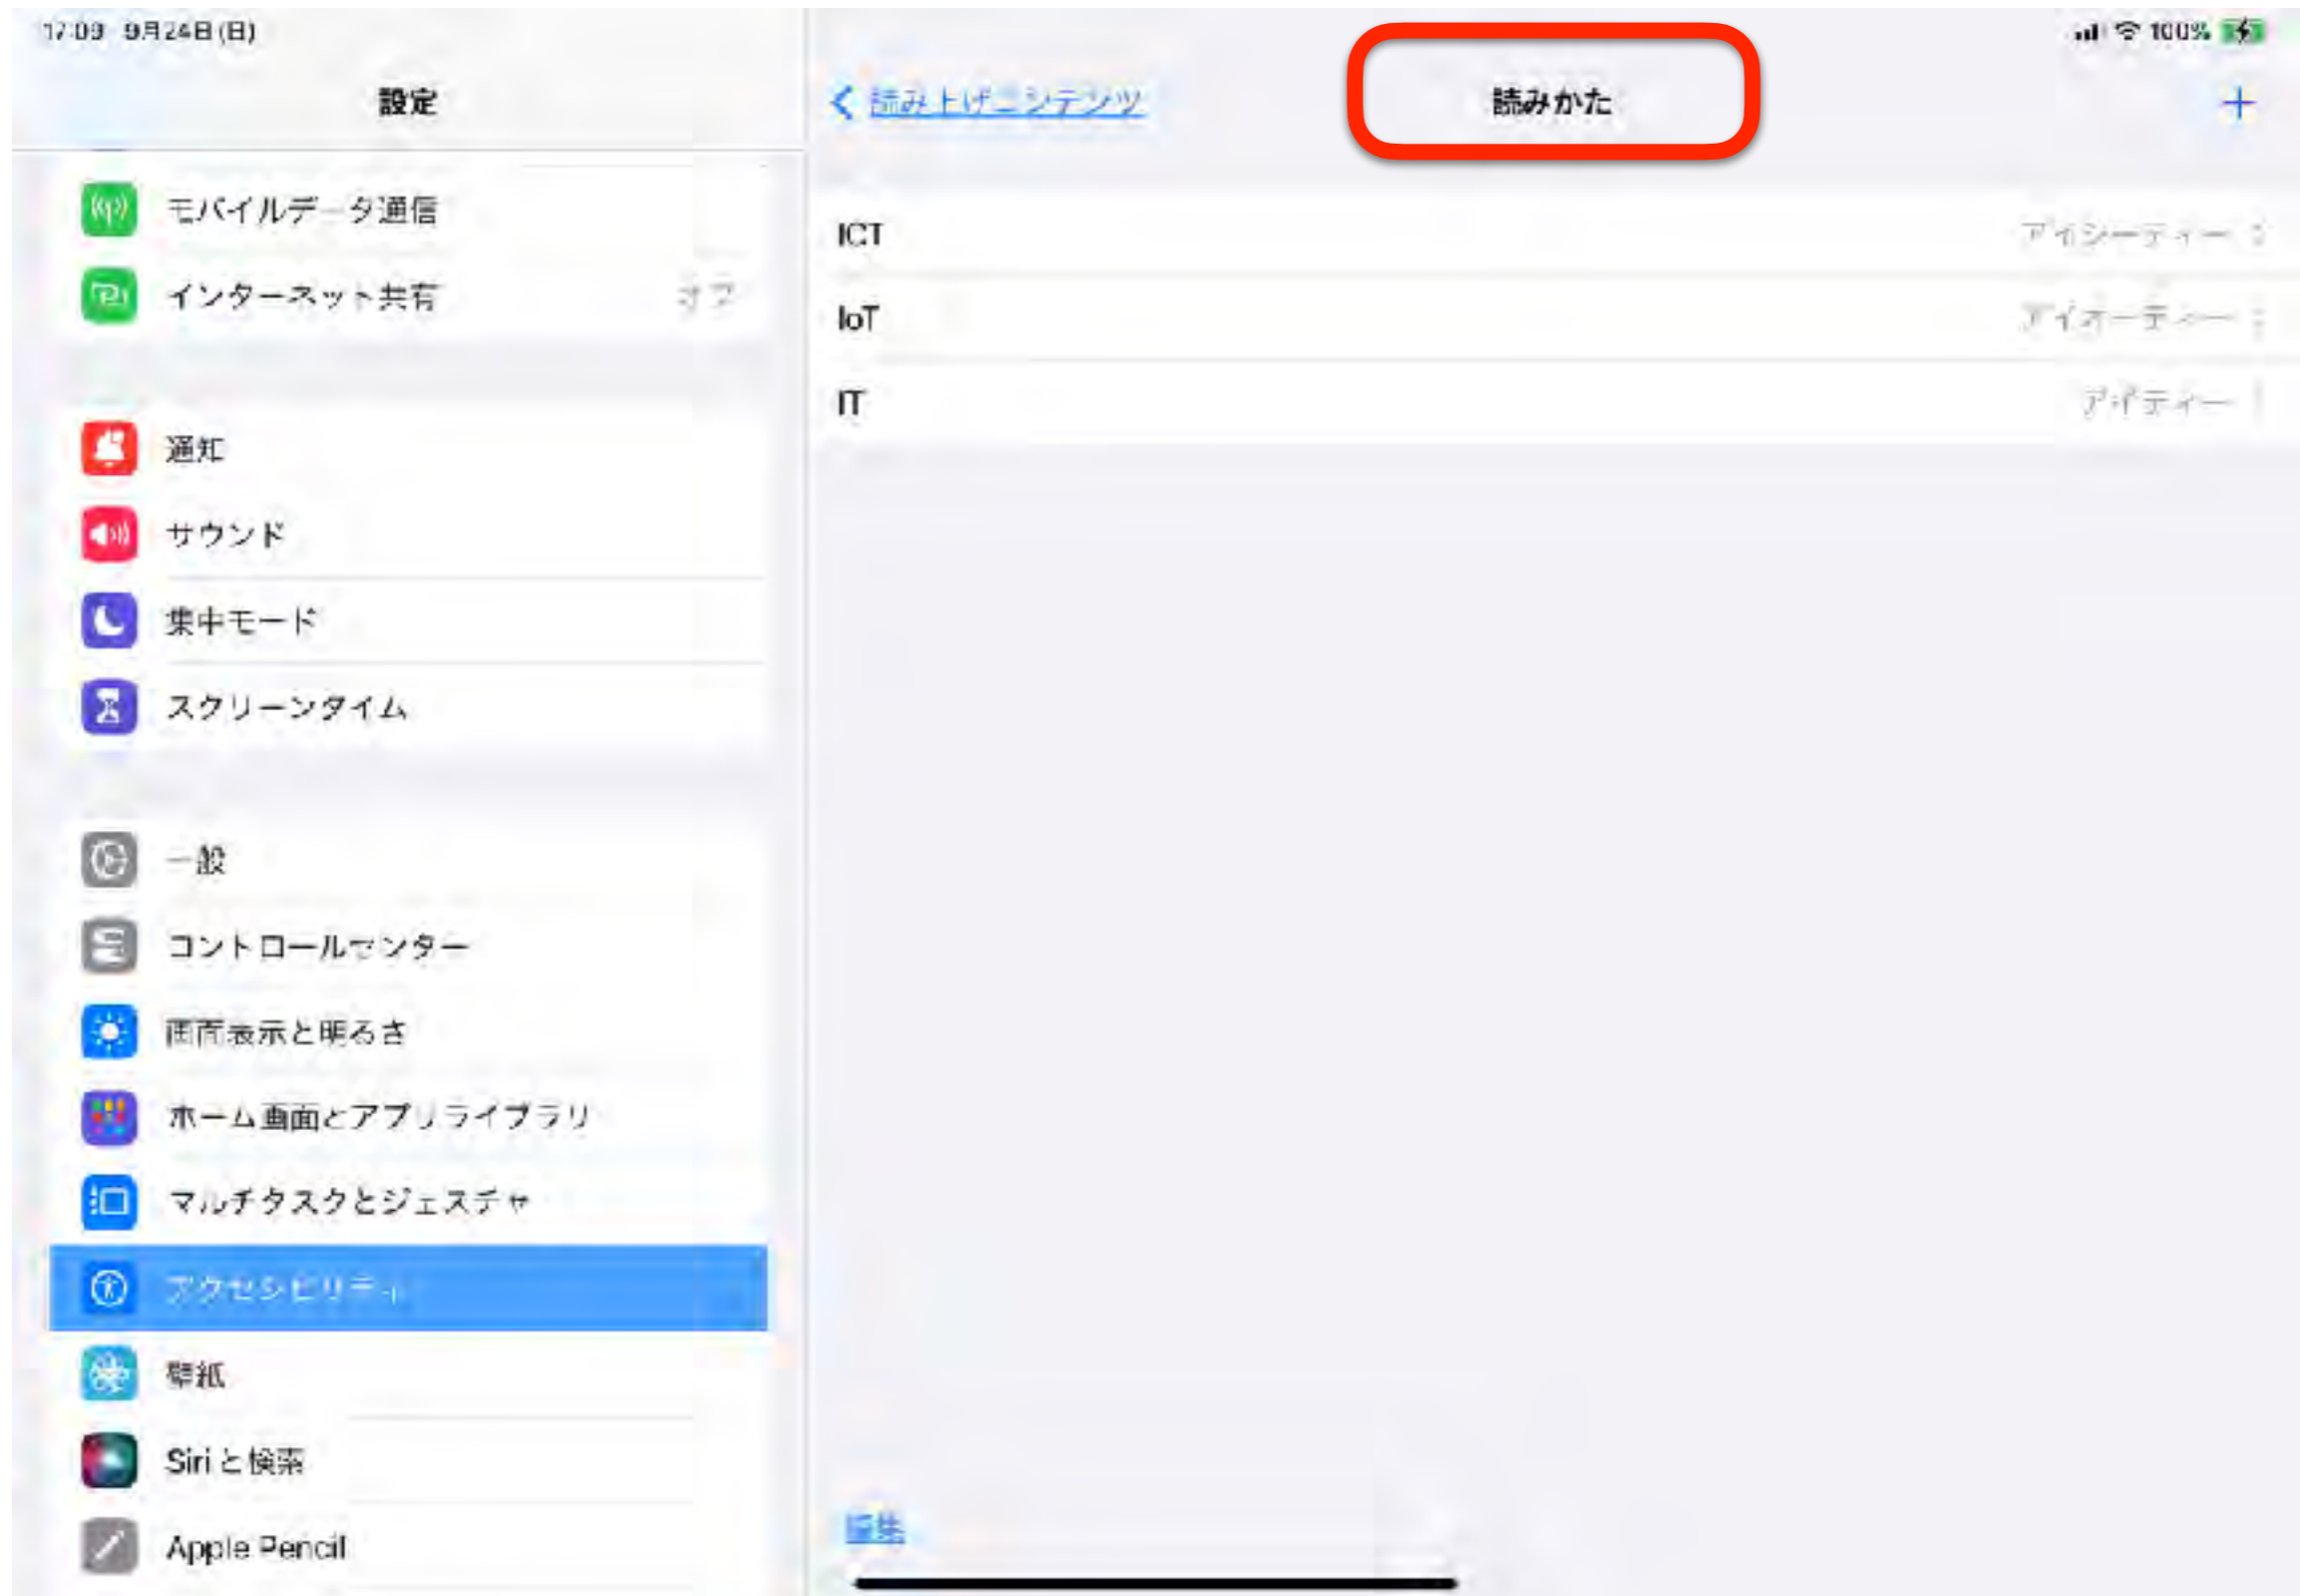 17:09 9月24日(日)
100%
設定
読み上げコンテンツ
読みかた
+
モバイルデータ通信
インターネット共有
オフ
通知
サウンド
集中モード
スクリーンタイム
一般
コントロールセンター
画面表示と明るさ
ホーム画面とアプリライブラリ
マルチタスクとジェスチャ
アクセシビリティ
壁紙
Siriと検索
Apple Pencil
ICT
アイシーティー
IoT
アイオーティー
IT
アイティー
編集